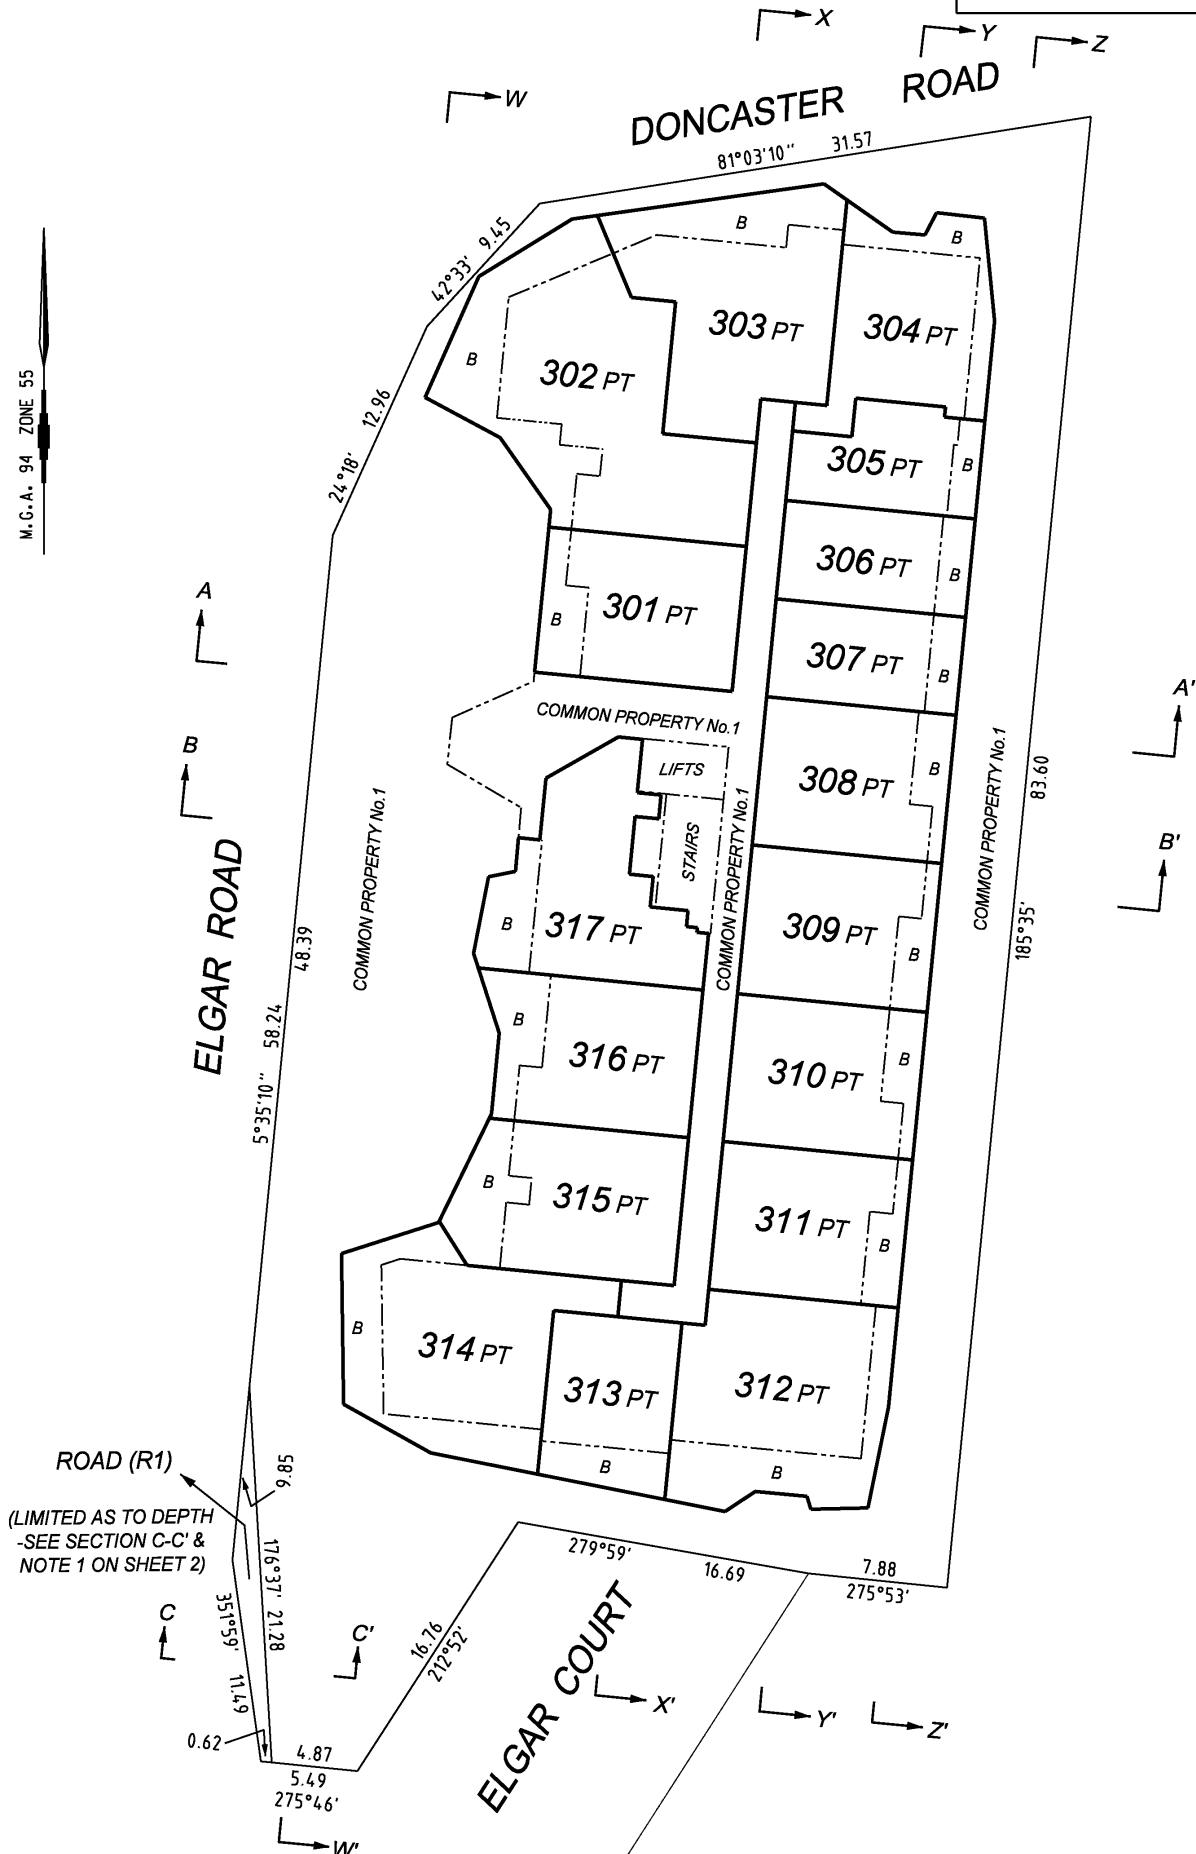 X
Y
Z
W
DONCASTER ROAD
81°03'10" 31.57
42°33' 9.45
24°18' 12.96
M.G.A. 94 ZONE 55
B
B
303 PT
304 PT
B
302 PT
305 PT
B
306 PT
B
301 PT
B
307 PT
B
A
A'
COMMON PROPERTY No.1
B
B'
LIFTS
STAIRS
308 PT
B
COMMON PROPERTY No.1
COMMON PROPERTY No.1
COMMON PROPERTY No.1
83.60
185°35'
ELGAR ROAD
48.39
5°35'10" 58.24
B
317 PT
309 PT
B
B
316 PT
310 PT
B
B
315 PT
311 PT
B
B
314 PT
313 PT
312 PT
B
B
ROAD (R1)
(LIMITED AS TO DEPTH
-SEE SECTION C-C' &
NOTE 1 ON SHEET 2)
9.85
176°37' 21.28
351°59' 11.49
279°59' 16.69
7.88
275°53'
C
C'
16.76
212°52'
ELGAR COURT
X'
Y'
Z'
0.62
4.87
5.49
275°46'
W'